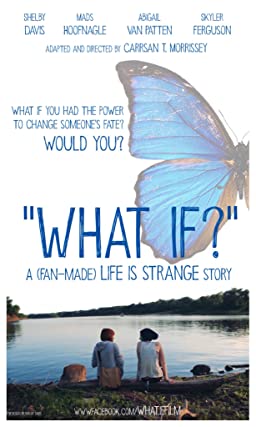 SHELBY DAVIS
MADS HOOFNAGLE
ABIGAIL VAN PATTEN
SKYLER FERGUSON
ADAPTED AND DIRECTED BY CARRSAN T. MORRISSEY
WHAT IF YOU HAD THE POWER
TO CHANGE SOMEONE'S FATE?
WOULD YOU?
"WHAT IF?"
A (FAN-MADE) LIFE IS STRANGE STORY
WWW.FACEBOOK.COM/WHATIFFILM